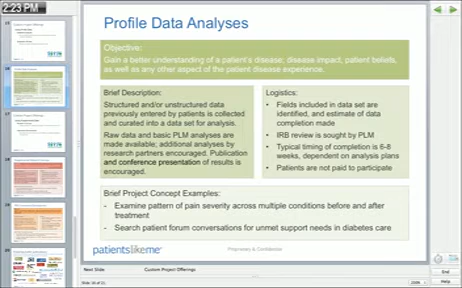 2:23 PM
Profile Data Analyses
Objective:
Gain a better understanding of a patient's disease; disease impact, patient beliefs,
as well as any other aspect of the patient disease experience.
Brief Description:
Structured and/or unstructured data
previously entered by patients is collected
and curated into a data set for analysis.
Raw data and basic PLM analyses are
made available; additional analyses by
research partners encouraged. Publication
and conference presentation of results is
encouraged.
Logistics:
• Fields included in data set are
identified, and estimate of data
completion made
• IRB review is sought by PLM
• Typical timing of completion is 6-8
weeks, dependent on analysis plans
• Patients are not paid to participate
Brief Project Concept Examples:
- Examine pattern of pain severity across multiple conditions before and after
treatment
- Search patient forum conversations for unmet support needs in diabetes care
patientslikeme
Proprietary & Confidential
Next Slide
Custom Project Offerings
End
Help